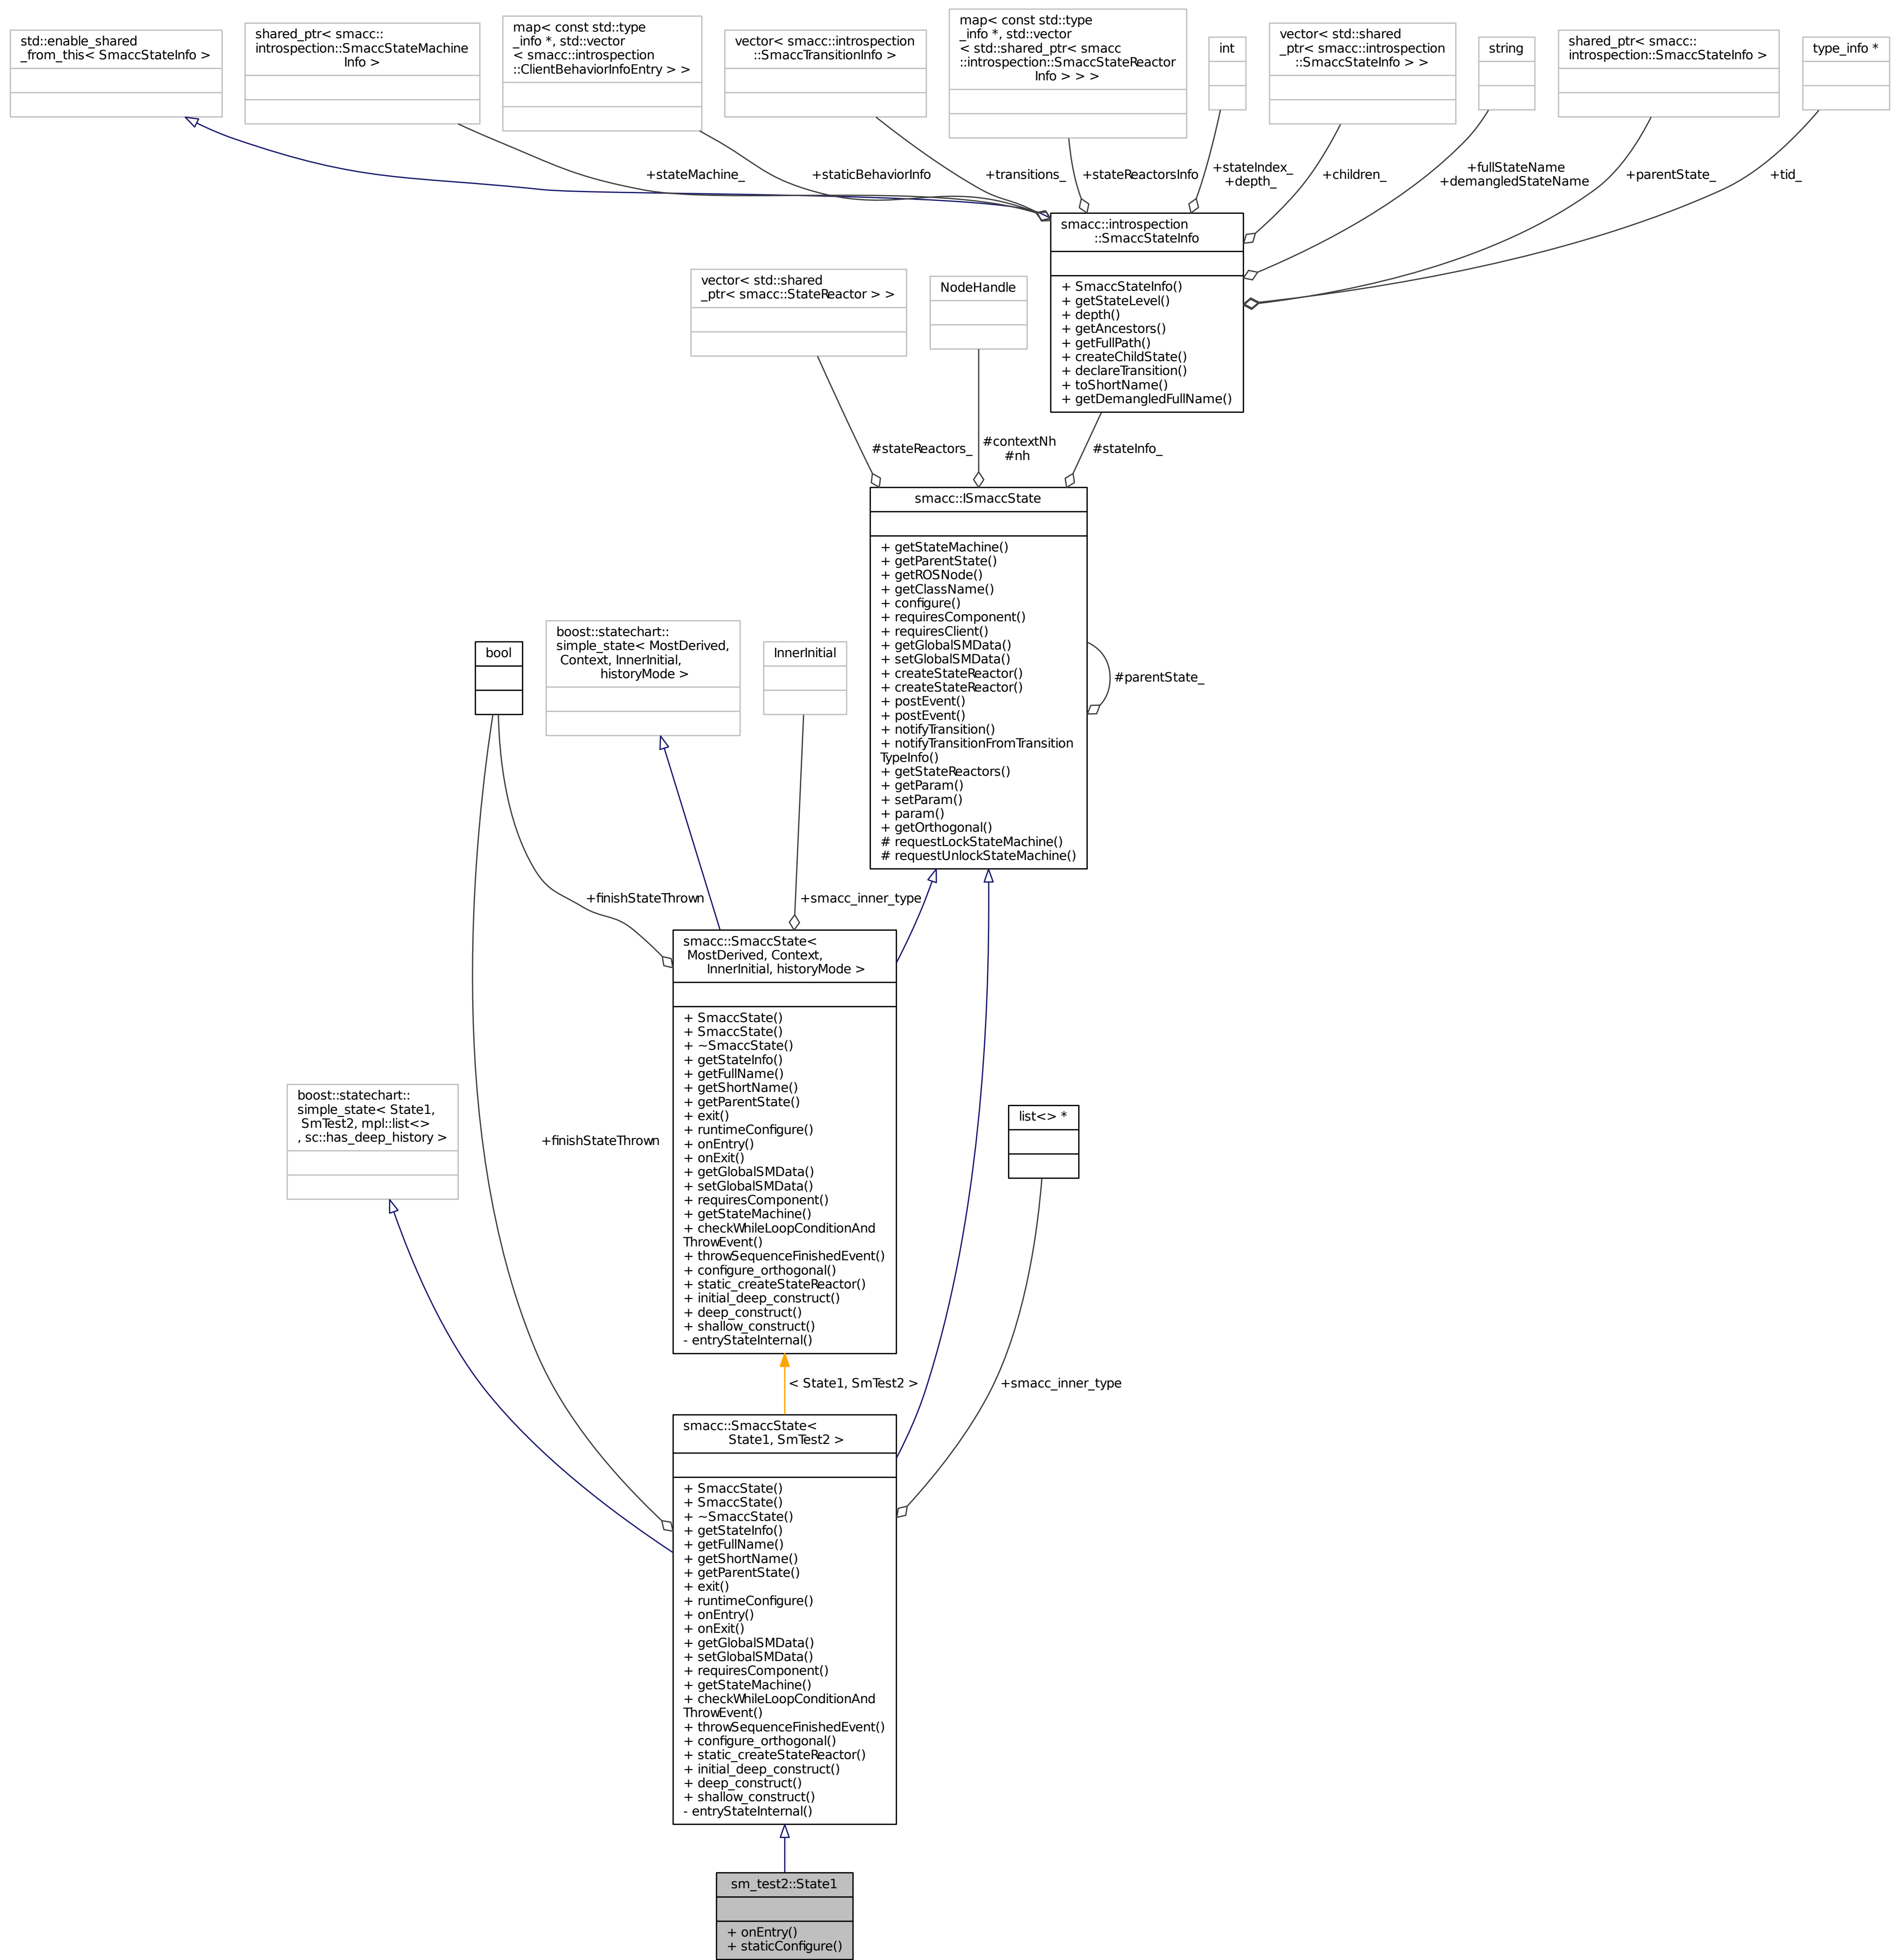 std::enable_shared
_from_this< SmaccStateInfo >
shared_ptr< smacc::
introspection::SmaccStateMachine
Info >
map< const std::type
_info *, std::vector
< smacc::introspection
::ClientBehaviorInfoEntry > >
vector< smacc::introspection
::SmaccTransitionInfo >
map< const std::type
_info *, std::vector
< std::shared_ptr< smacc
::introspection::SmaccStateReactor
Info > > >
int
vector< std::shared
_ptr< smacc::introspection
::SmaccStateInfo > >
string
shared_ptr< smacc::
introspection::SmaccStateInfo >
type_info *
+stateMachine_
+staticBehaviorInfo
+transitions_
+stateReactorsInfo
+stateIndex_
+depth_
+children_
+fullStateName
+demangledStateName
+parentState_
+tid_
smacc::introspection
::SmaccStateInfo
+ SmaccStateInfo()
+ getStateLevel()
+ depth()
+ getAncestors()
+ getFullPath()
+ createChildState()
+ declareTransition()
+ toShortName()
+ getDemangledFullName()
vector< std::shared
_ptr< smacc::StateReactor > >
NodeHandle
#stateReactors_
#contextNh
#nh
#stateInfo_
smacc::ISmaccState
+ getStateMachine()
+ getParentState()
+ getROSNode()
+ getClassName()
+ configure()
+ requiresComponent()
+ requiresClient()
+ getGlobalSMData()
+ setGlobalSMData()
+ createStateReactor()
+ createStateReactor()
+ postEvent()
+ postEvent()
+ notifyTransition()
+ notifyTransitionFromTransition
TypeInfo()
+ getStateReactors()
+ getParam()
+ setParam()
+ param()
+ getOrthogonal()
# requestLockStateMachine()
# requestUnlockStateMachine()
#parentState_
bool
boost::statechart::
simple_state< MostDerived,
Context, InnerInitial,
historyMode >
InnerInitial
+finishStateThrown
+smacc_inner_type
smacc::SmaccState<
MostDerived, Context,
InnerInitial, historyMode >
+ SmaccState()
+ SmaccState()
+ ~SmaccState()
+ getStateInfo()
+ getFullName()
+ getShortName()
+ getParentState()
+ exit()
+ runtimeConfigure()
+ onEntry()
+ onExit()
+ getGlobalSMData()
+ setGlobalSMData()
+ requiresComponent()
+ getStateMachine()
+ checkWhileLoopConditionAnd
ThrowEvent()
+ throwSequenceFinishedEvent()
+ configure_orthogonal()
+ static_createStateReactor()
+ initial_deep_construct()
+ deep_construct()
+ shallow_construct()
- entryStateInternal()
boost::statechart::
simple_state< State1,
SmTest2, mpl::list<>
, sc::has_deep_history >
+finishStateThrown
list<> *
< State1, SmTest2 >
+smacc_inner_type
smacc::SmaccState<
State1, SmTest2 >
+ SmaccState()
+ SmaccState()
+ ~SmaccState()
+ getStateInfo()
+ getFullName()
+ getShortName()
+ getParentState()
+ exit()
+ runtimeConfigure()
+ onEntry()
+ onExit()
+ getGlobalSMData()
+ setGlobalSMData()
+ requiresComponent()
+ getStateMachine()
+ checkWhileLoopConditionAnd
ThrowEvent()
+ throwSequenceFinishedEvent()
+ configure_orthogonal()
+ static_createStateReactor()
+ initial_deep_construct()
+ deep_construct()
+ shallow_construct()
- entryStateInternal()
sm_test2::State1
+ onEntry()
+ staticConfigure()